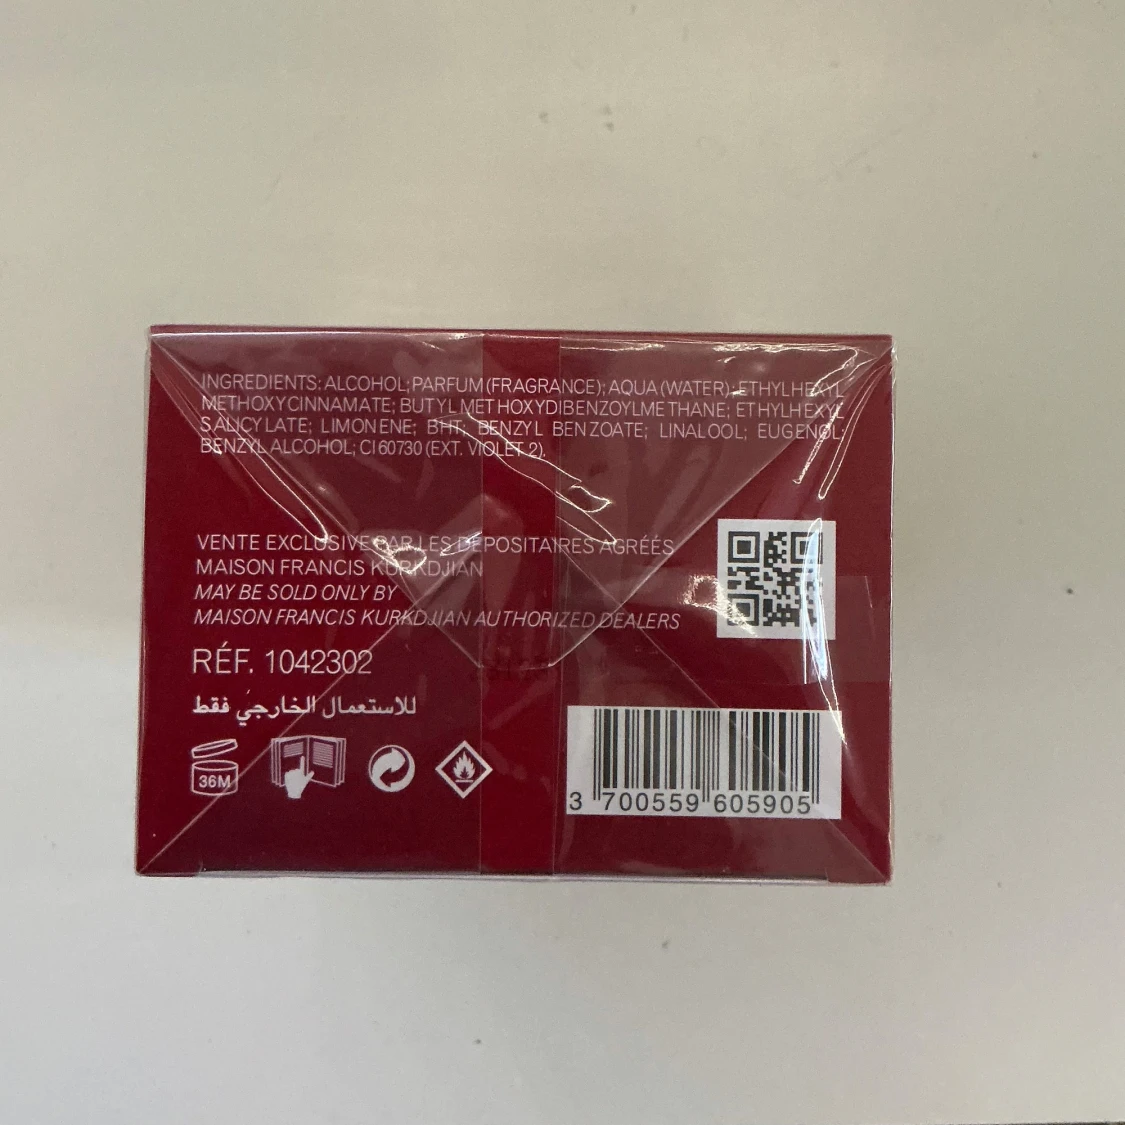 INGREDIENTS: ALCOHOL; PARFUM (FRAGRANCE); AQUA (WATER); ETHYLHEXYL
METHOXYCINNAMATE; BUTYL METHOXYDIBENZOYLMETHANE; ETHYLHEXYL
SALICYLATE; LIMONENE; BHT; BENZYL BENZOATE; LINALOOL; EUGENOL;
BENZYL ALCOHOL; CI 60730 (EXT. VIOLET 2).
VENTE EXCLUSIVE PAR LES DÉPOSITAIRES AGRÉÉS
MAISON FRANCIS KURKDJIAN
MAY BE SOLD ONLY BY
MAISON FRANCIS KURKDJIAN AUTHORIZED DEALERS
RÉF. 1042302
للاستعمال الخارجي فقط
36M
3 700559 605905